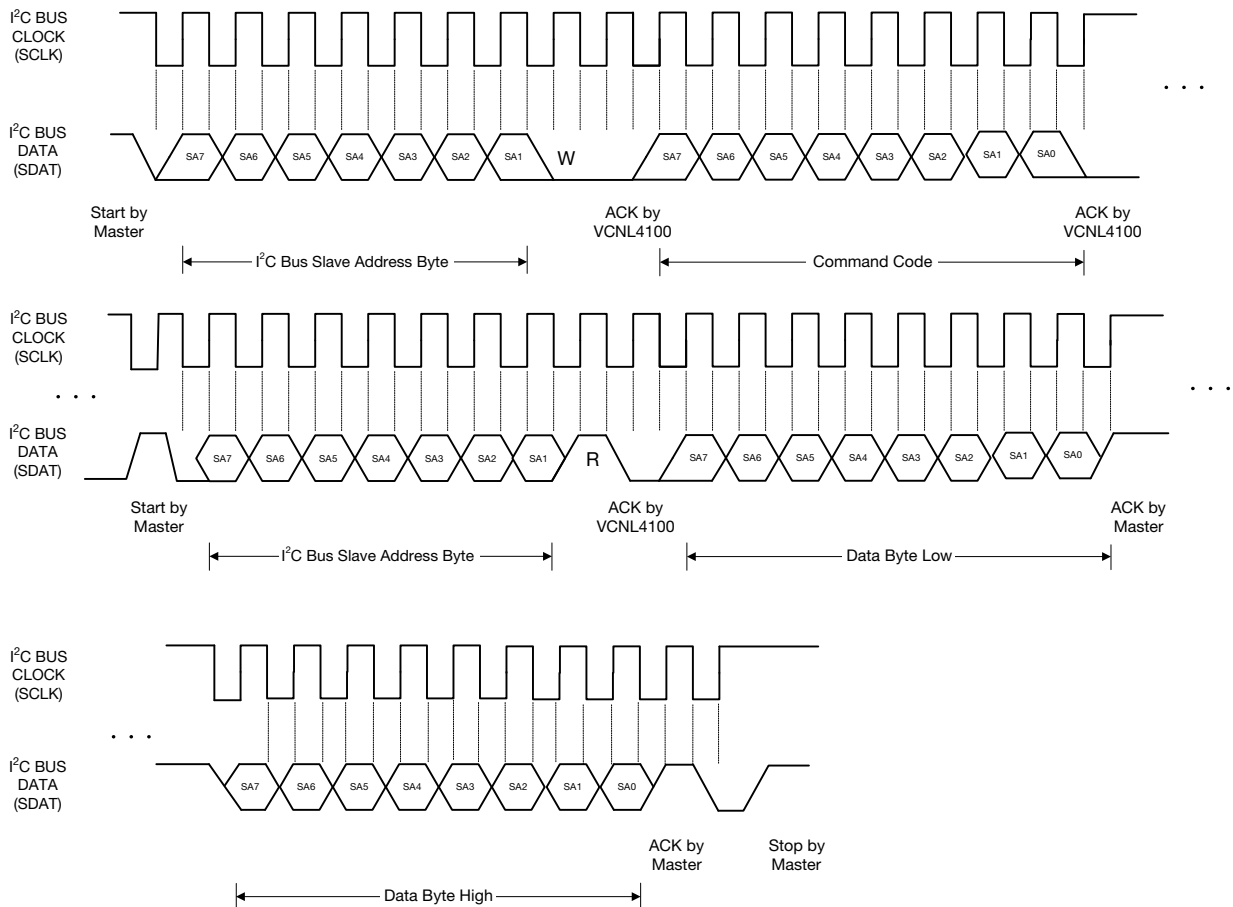 I²C BUS
CLOCK
(SCLK)
. . .
I²C BUS
DATA
(SDAT)
SA7 SA6 SA5 SA4 SA3 SA2 SA1 W SA7 SA6 SA5 SA4 SA3 SA2 SA1 SA0
Start by
Master
ACK by
VCNL4100
ACK by
VCNL4100
I²C Bus Slave Address Byte
Command Code
I²C BUS
CLOCK
(SCLK)
. . .
. . .
I²C BUS
DATA
(SDAT)
SA7 SA6 SA5 SA4 SA3 SA2 SA1 R SA7 SA6 SA5 SA4 SA3 SA2 SA1 SA0
Start by
Master
ACK by
VCNL4100
ACK by
Master
I²C Bus Slave Address Byte
Data Byte Low
I²C BUS
CLOCK
(SCLK)
. . .
I²C BUS
DATA
(SDAT)
SA7 SA6 SA5 SA4 SA3 SA2 SA1 SA0
ACK by
Master
Stop by
Master
Data Byte High